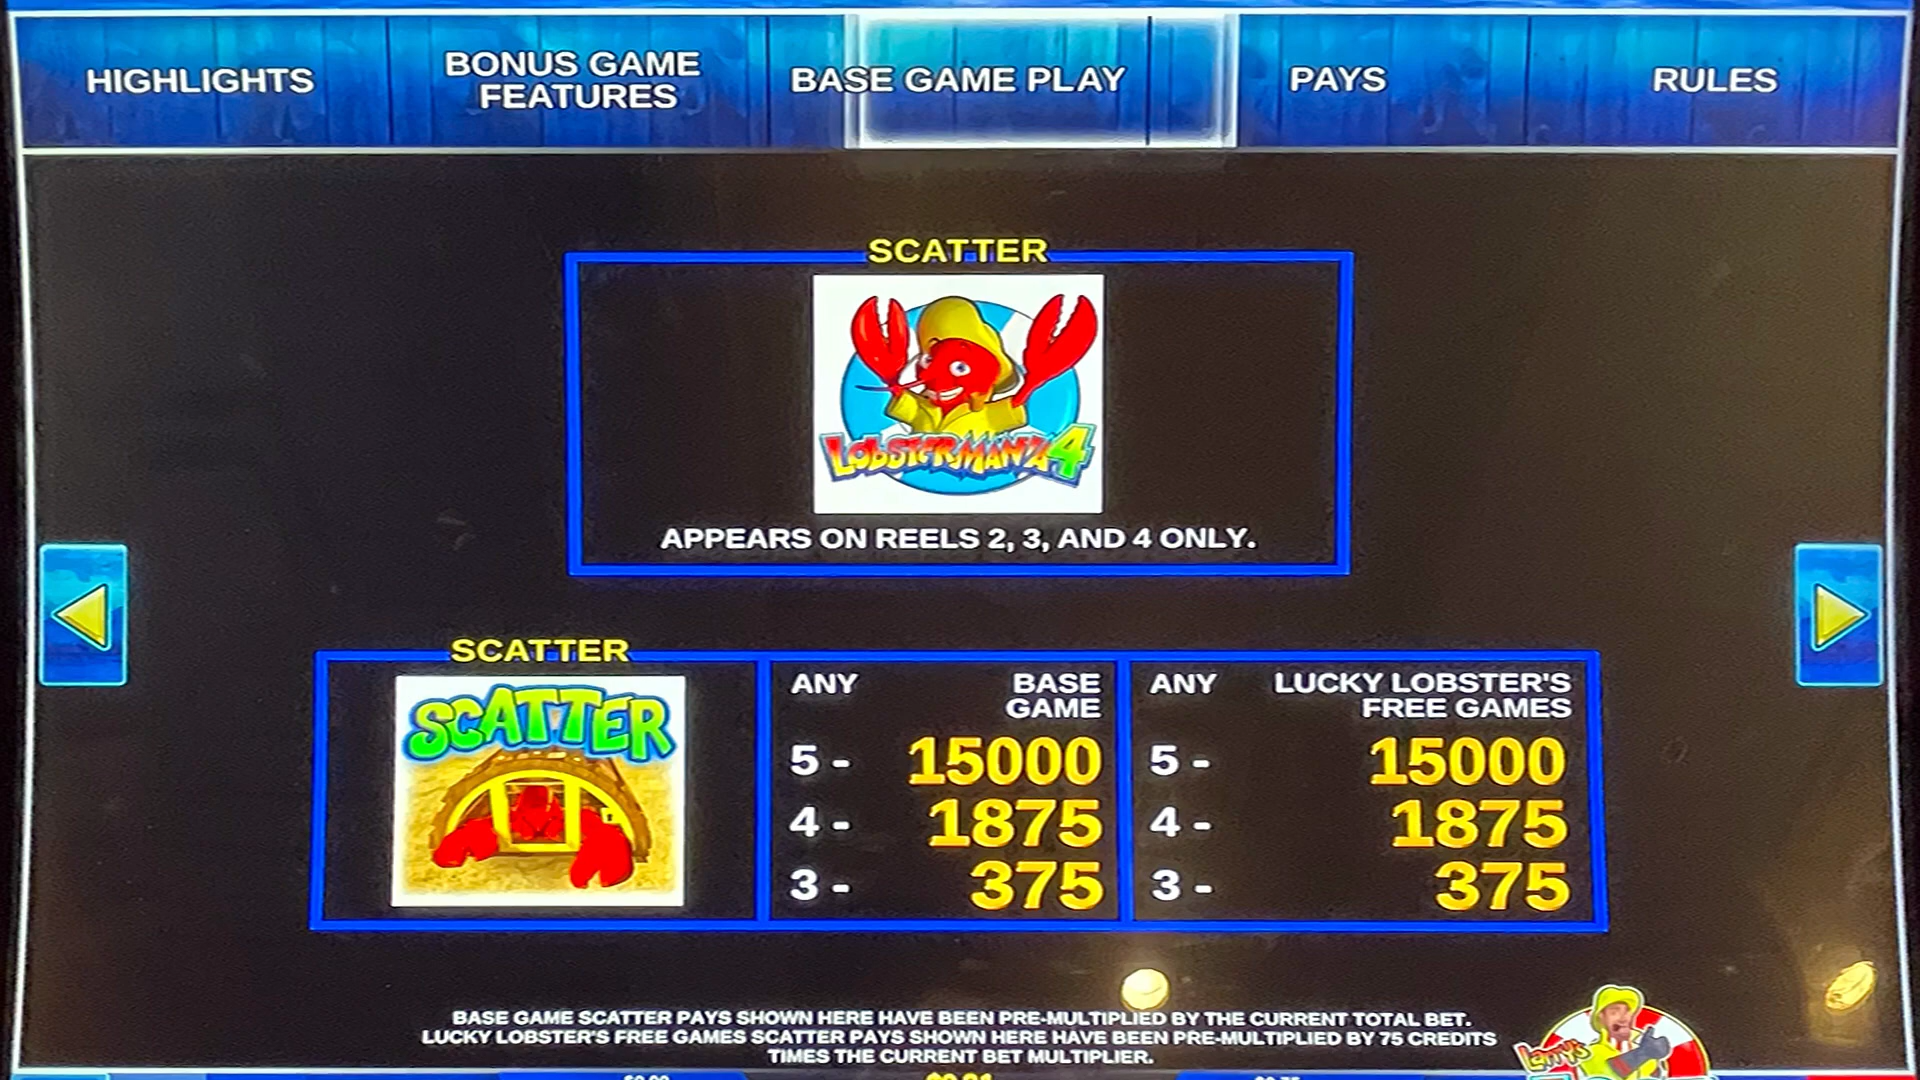 HIGHLIGHTS
BONUS GAME
FEATURES
BASE GAME PLAY
PAYS
RULES
SCATTER
LOBSTERMANIA 4
APPEARS ON REELS 2, 3, AND 4 ONLY.
SCATTER
SCATTER
ANY BASE
GAME
5 - 15000
4 - 1875
3 - 375
ANY LUCKY LOBSTER'S
FREE GAMES
5 - 15000
4 - 1875
3 - 375
BASE GAME SCATTER PAYS SHOWN HERE HAVE BEEN PRE-MULTIPLIED BY THE CURRENT TOTAL BET.
LUCKY LOBSTER'S FREE GAMES SCATTER PAYS SHOWN HERE HAVE BEEN PRE-MULTIPLIED BY 75 CREDITS
TIMES THE CURRENT BET MULTIPLIER.
Larry's